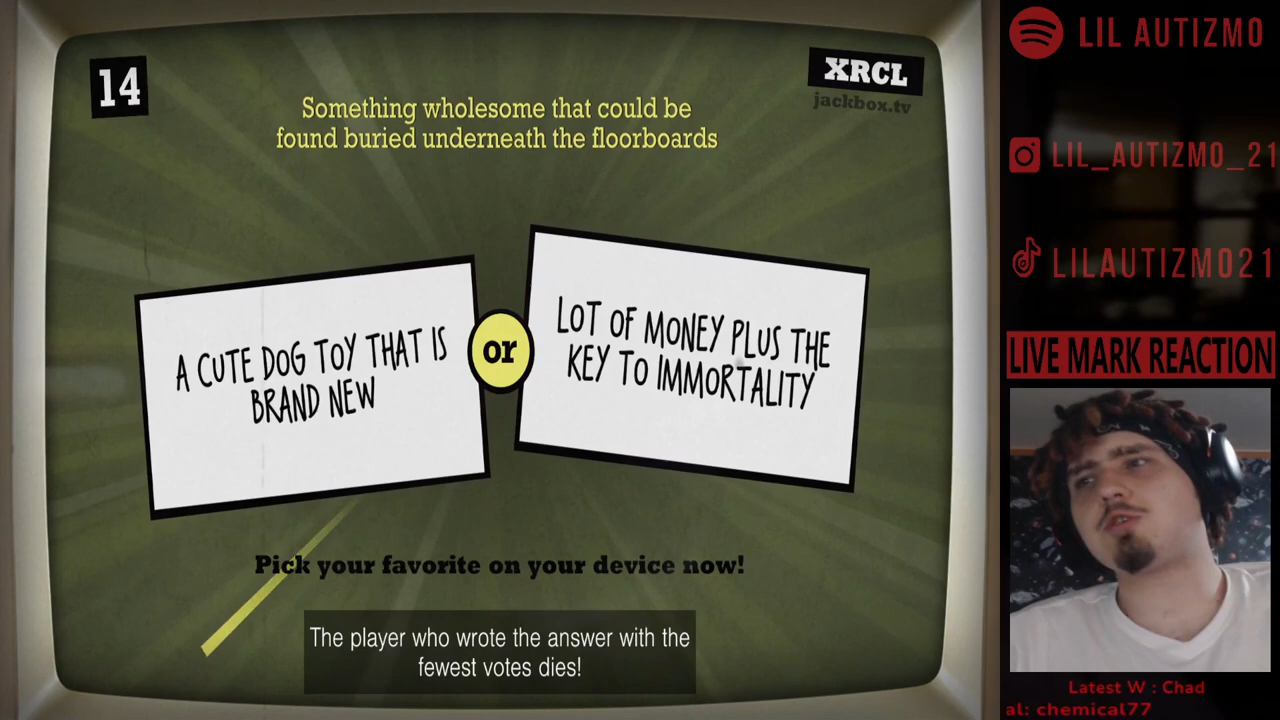 14
XRCL
jackbox.tv
Something wholesome that could be
found buried underneath the floorboards
A CUTE DOG TOY THAT IS
BRAND NEW
or
LOT OF MONEY PLUS THE
KEY TO IMMORTALITY
Pick your favorite on your device now!
The player who wrote the answer with the
fewest votes dies!
LIL AUTIZMO
LIL_AUTIZMO_21
LILAUTIZMO21
LIVE MARK REACTION
Latest W : Chad
al: chemical77